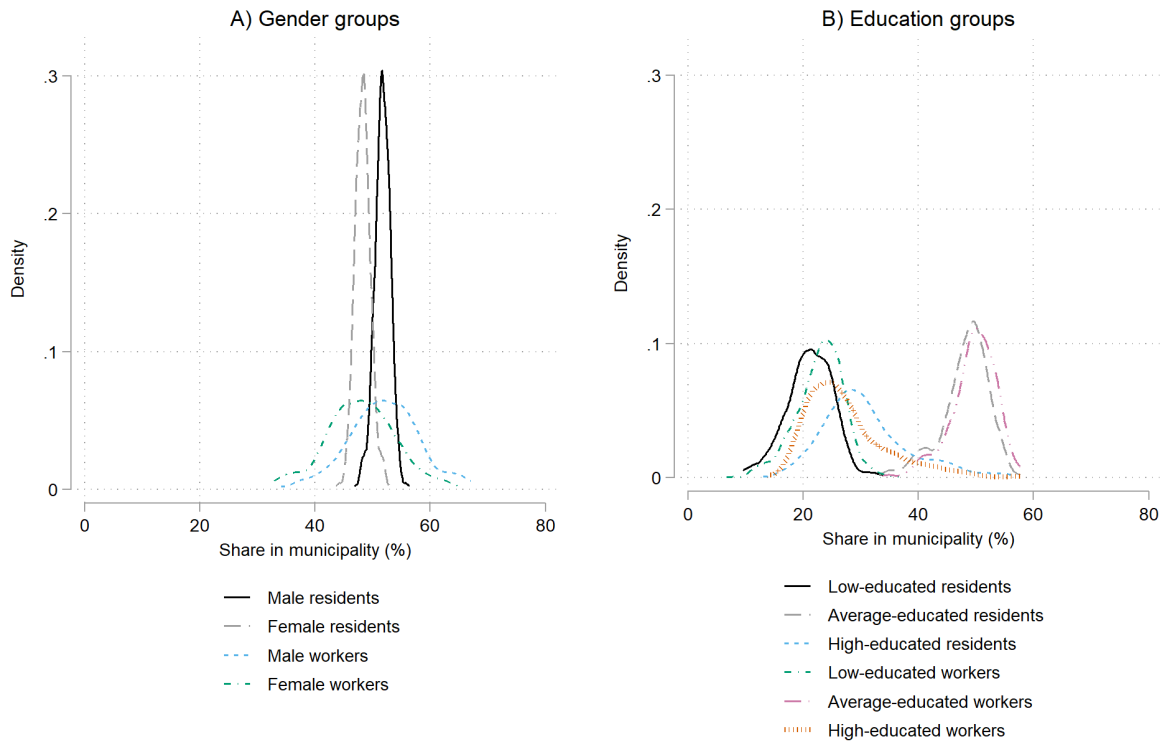 A) Gender groups
.3
.2
.1
0
Density
0 20 40 60 80
Share in municipality (%)
Male residents
Female residents
Male workers
Female workers
B) Education groups
.3
.2
.1
0
Density
0 20 40 60 80
Share in municipality (%)
Low-educated residents
Average-educated residents
High-educated residents
Low-educated workers
Average-educated workers
High-educated workers